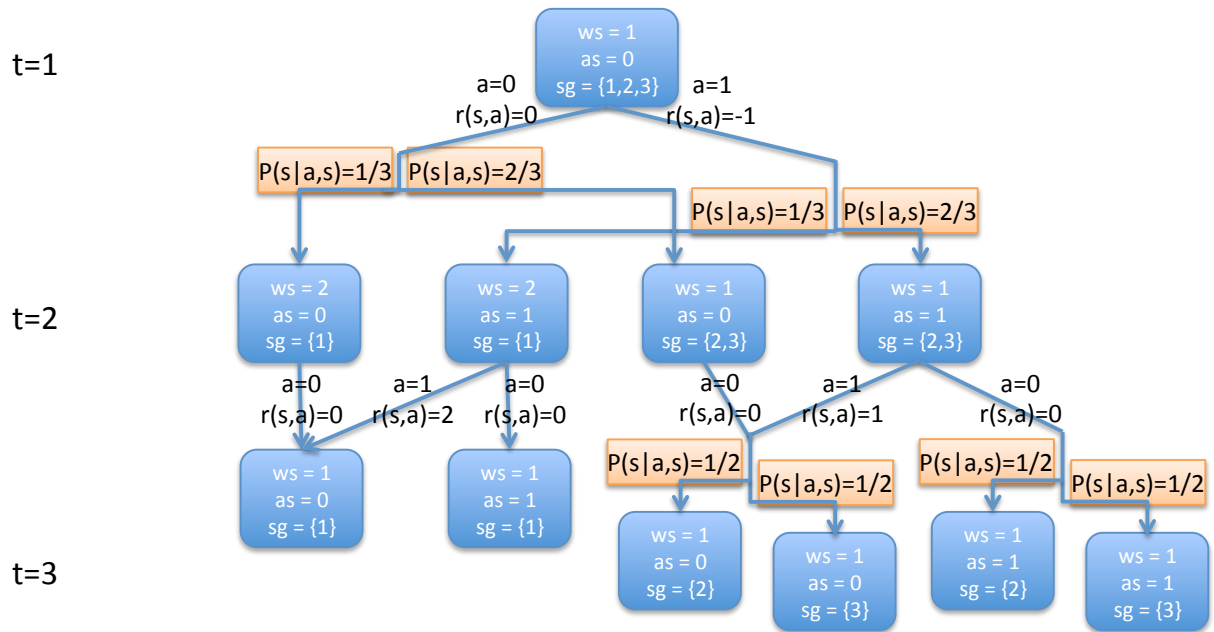 t=1
ws = 1
as = 0
sg = {1,2,3}
a=0
r(s,a)=0
a=1
r(s,a)=-1
P(s|a,s)=1/3
P(s|a,s)=2/3
P(s|a,s)=1/3
P(s|a,s)=2/3
t=2
ws = 2
as = 0
sg = {1}
ws = 2
as = 1
sg = {1}
ws = 1
as = 0
sg = {2,3}
ws = 1
as = 1
sg = {2,3}
a=0
r(s,a)=0
a=1
r(s,a)=2
a=0
r(s,a)=0
a=0
r(s,a)=0
a=1
r(s,a)=1
a=0
r(s,a)=0
P(s|a,s)=1/2
P(s|a,s)=1/2
P(s|a,s)=1/2
P(s|a,s)=1/2
t=3
ws = 1
as = 0
sg = {1}
ws = 1
as = 1
sg = {1}
ws = 1
as = 0
sg = {2}
ws = 1
as = 0
sg = {3}
ws = 1
as = 1
sg = {2}
ws = 1
as = 1
sg = {3}